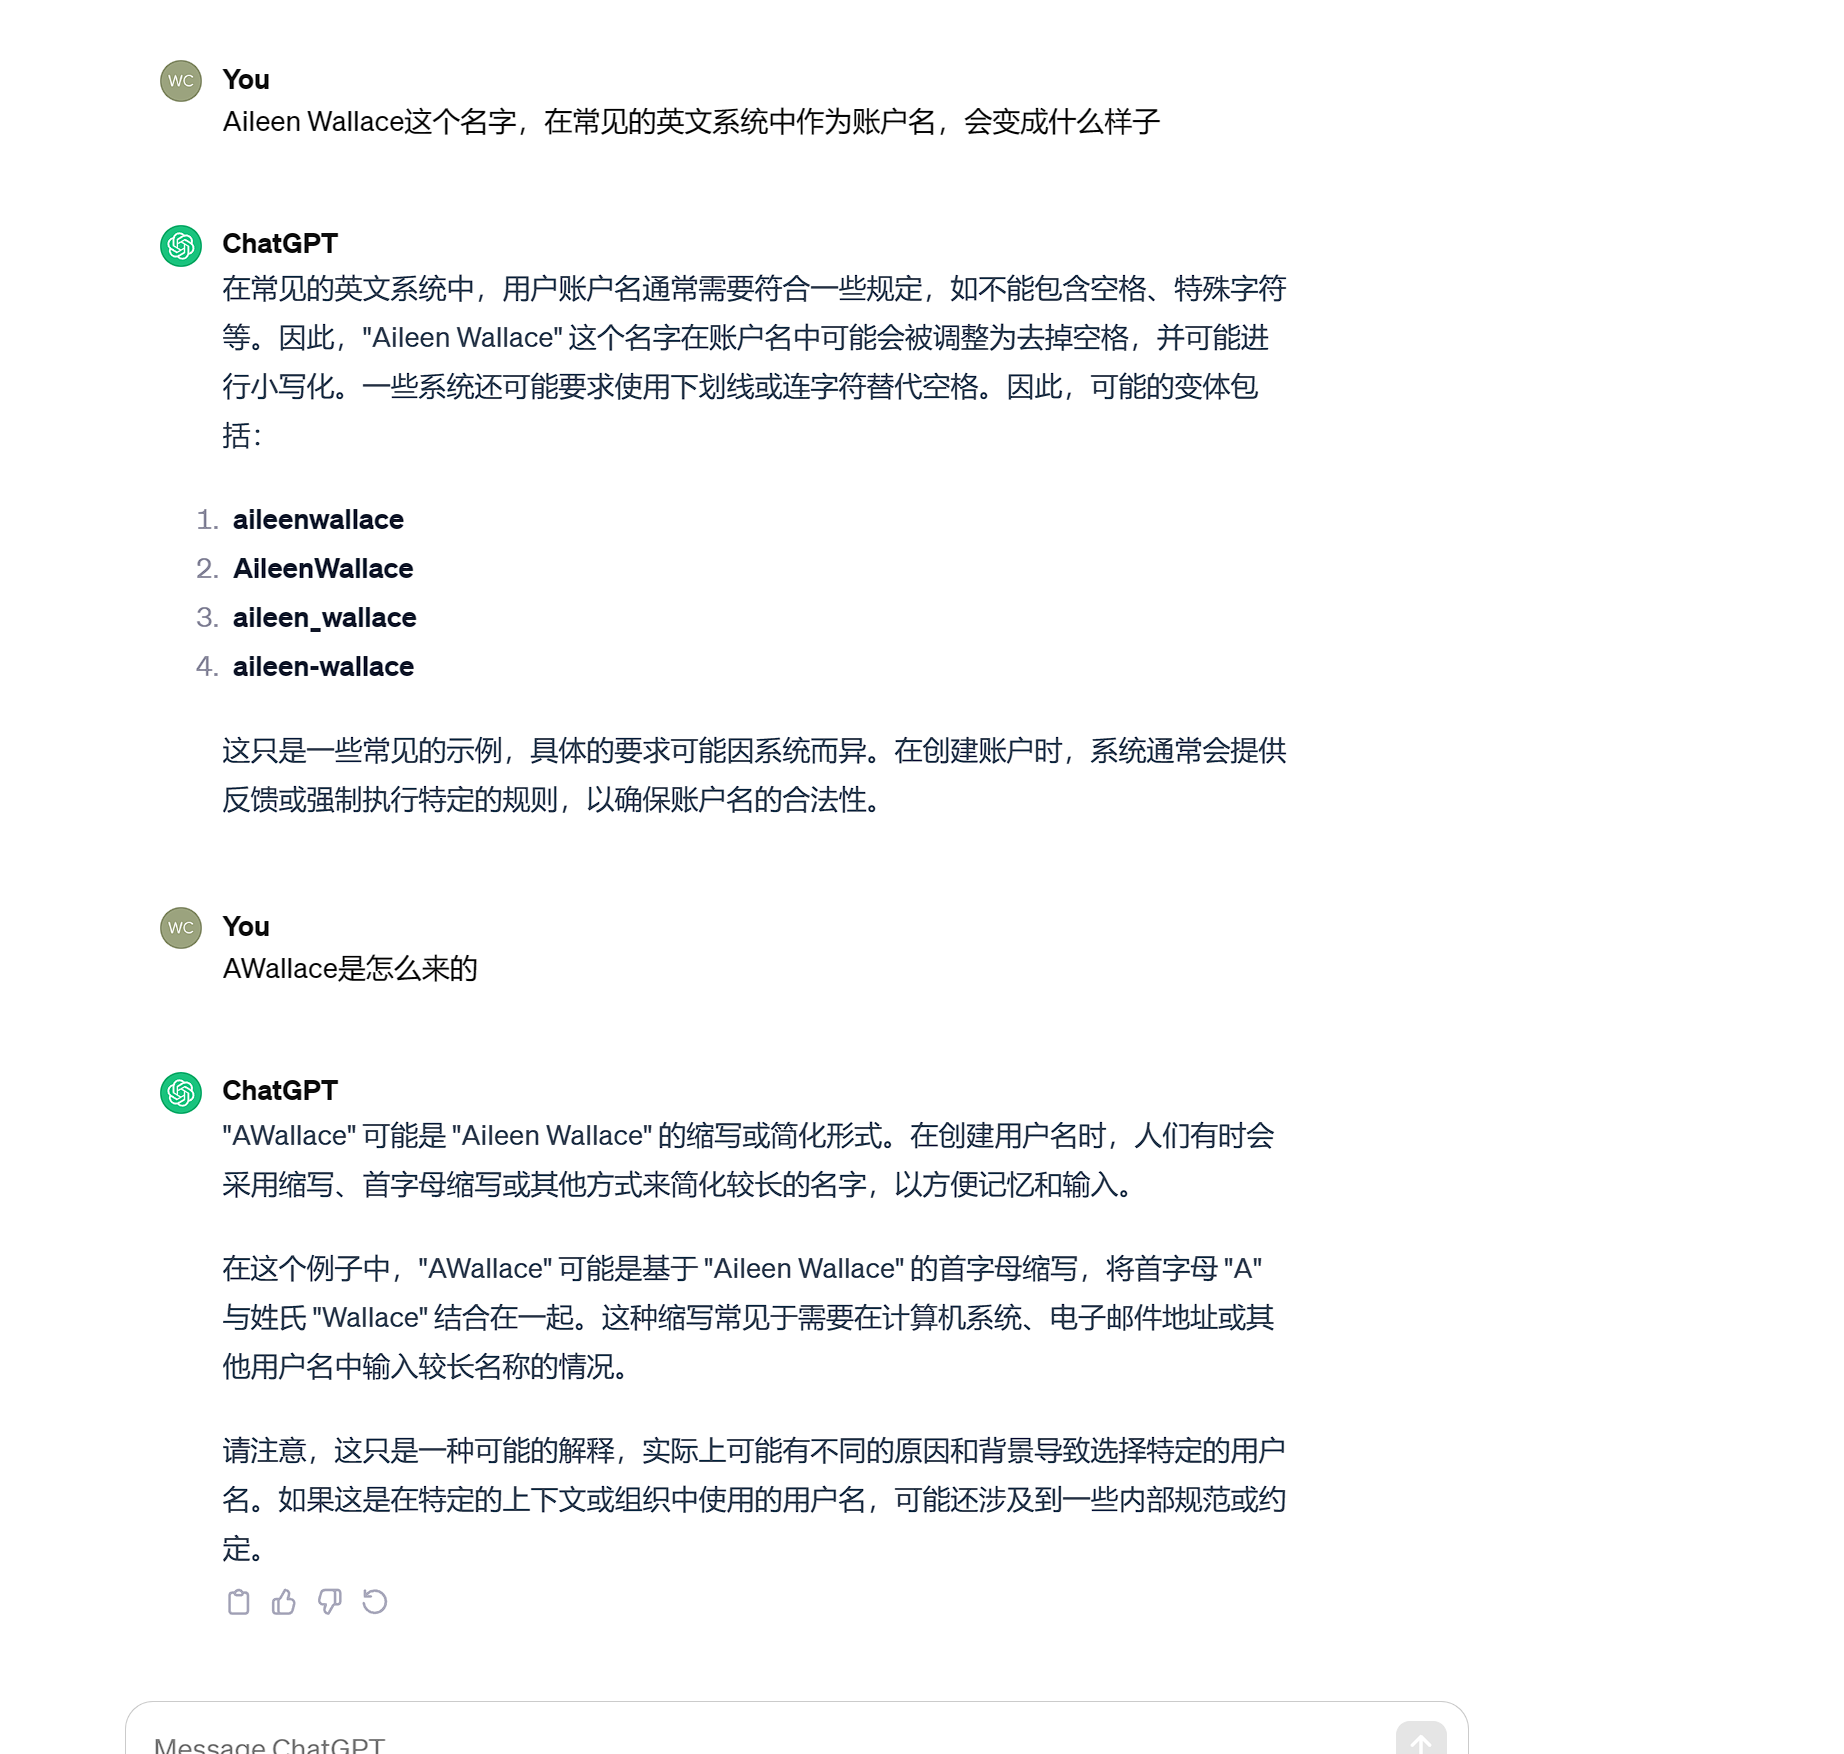 WC
You
Aileen Wallace这个名字，在常见的英文系统中作为账户名，会变成什么样子
ChatGPT
在常见的英文系统中，用户账户名通常需要符合一些规定，如不能包含空格、特殊字符
等。因此，"Aileen Wallace" 这个名字在账户名中可能会被调整为去掉空格，并可能进
行小写化。一些系统还可能要求使用下划线或连字符替代空格。因此，可能的变体包
括：
1. aileenwallace
2. AileenWallace
3. aileen_wallace
4. aileen-wallace
这只是一些常见的示例，具体的要求可能因系统而异。在创建账户时，系统通常会提供
反馈或强制执行特定的规则，以确保账户名的合法性。
WC
You
AWallace是怎么来的
ChatGPT
"AWallace" 可能是 "Aileen Wallace" 的缩写或简化形式。在创建用户名时，人们有时会
采用缩写、首字母缩写或其他方式来简化较长的名字，以方便记忆和输入。
在这个例子中，"AWallace" 可能是基于 "Aileen Wallace" 的首字母缩写，将首字母 "A"
与姓氏 "Wallace" 结合在一起。这种缩写常见于需要在计算机系统、电子邮件地址或其
他用户名中输入较长名称的情况。
请注意，这只是一种可能的解释，实际上可能有不同的原因和背景导致选择特定的用户
名。如果这是在特定的上下文或组织中使用的用户名，可能还涉及到一些内部规范或约
定。
Message ChatGPT